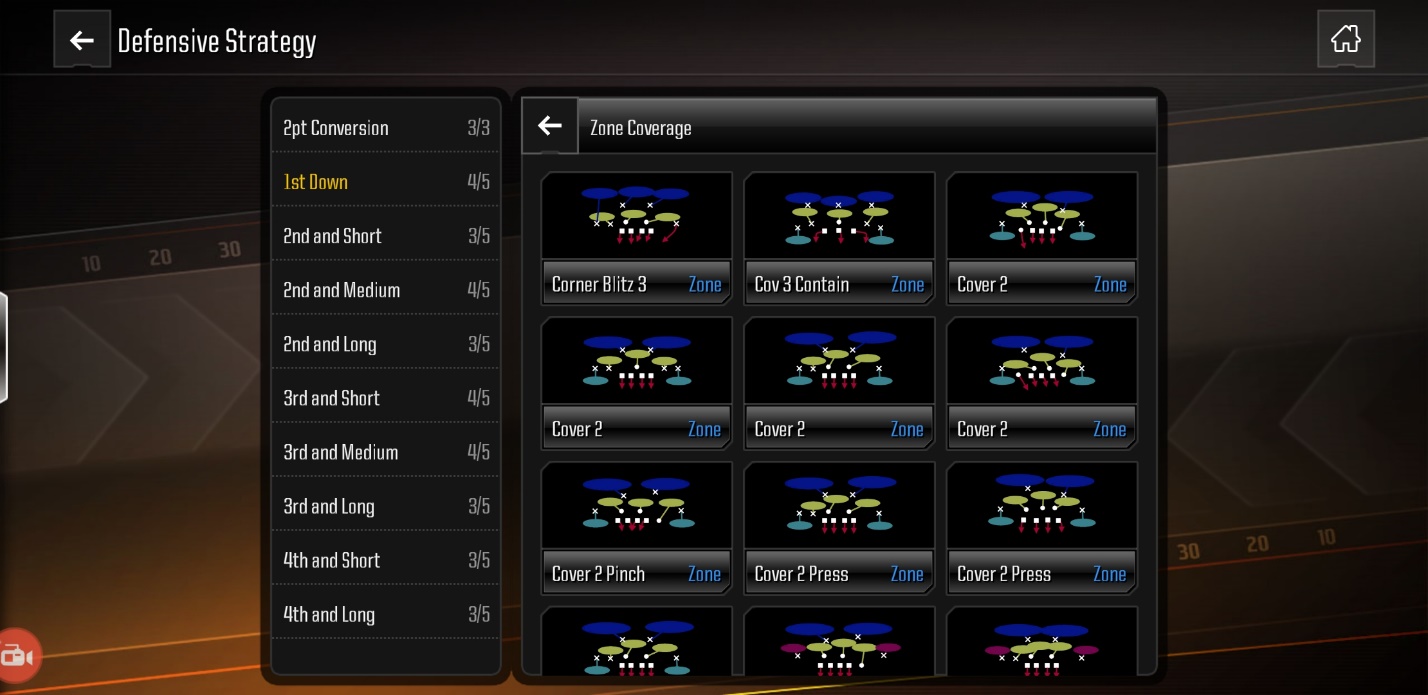 Defensive Strategy
2pt Conversion 3/3
1st Down 4/5
2nd and Short 3/5
2nd and Medium 4/5
2nd and Long 3/5
3rd and Short 4/5
3rd and Medium 4/5
3rd and Long 3/5
4th and Short 3/5
4th and Long 3/5
Zone Coverage
Corner Blitz 3 Zone
Cov 3 Contain Zone
Cover 2 Zone
Cover 2 Zone
Cover 2 Zone
Cover 2 Zone
Cover 2 Pinch Zone
Cover 2 Press Zone
Cover 2 Press Zone
10 20 30
30 20 10